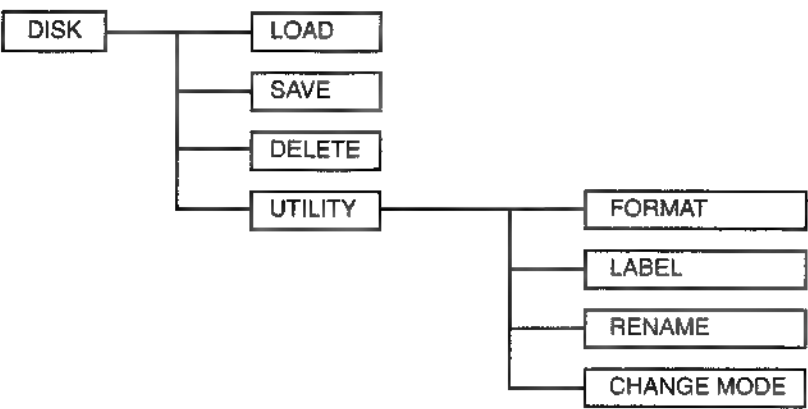 DISK
LOAD
SAVE
DELETE
UTILITY
FORMAT
LABEL
RENAME
CHANGE MODE